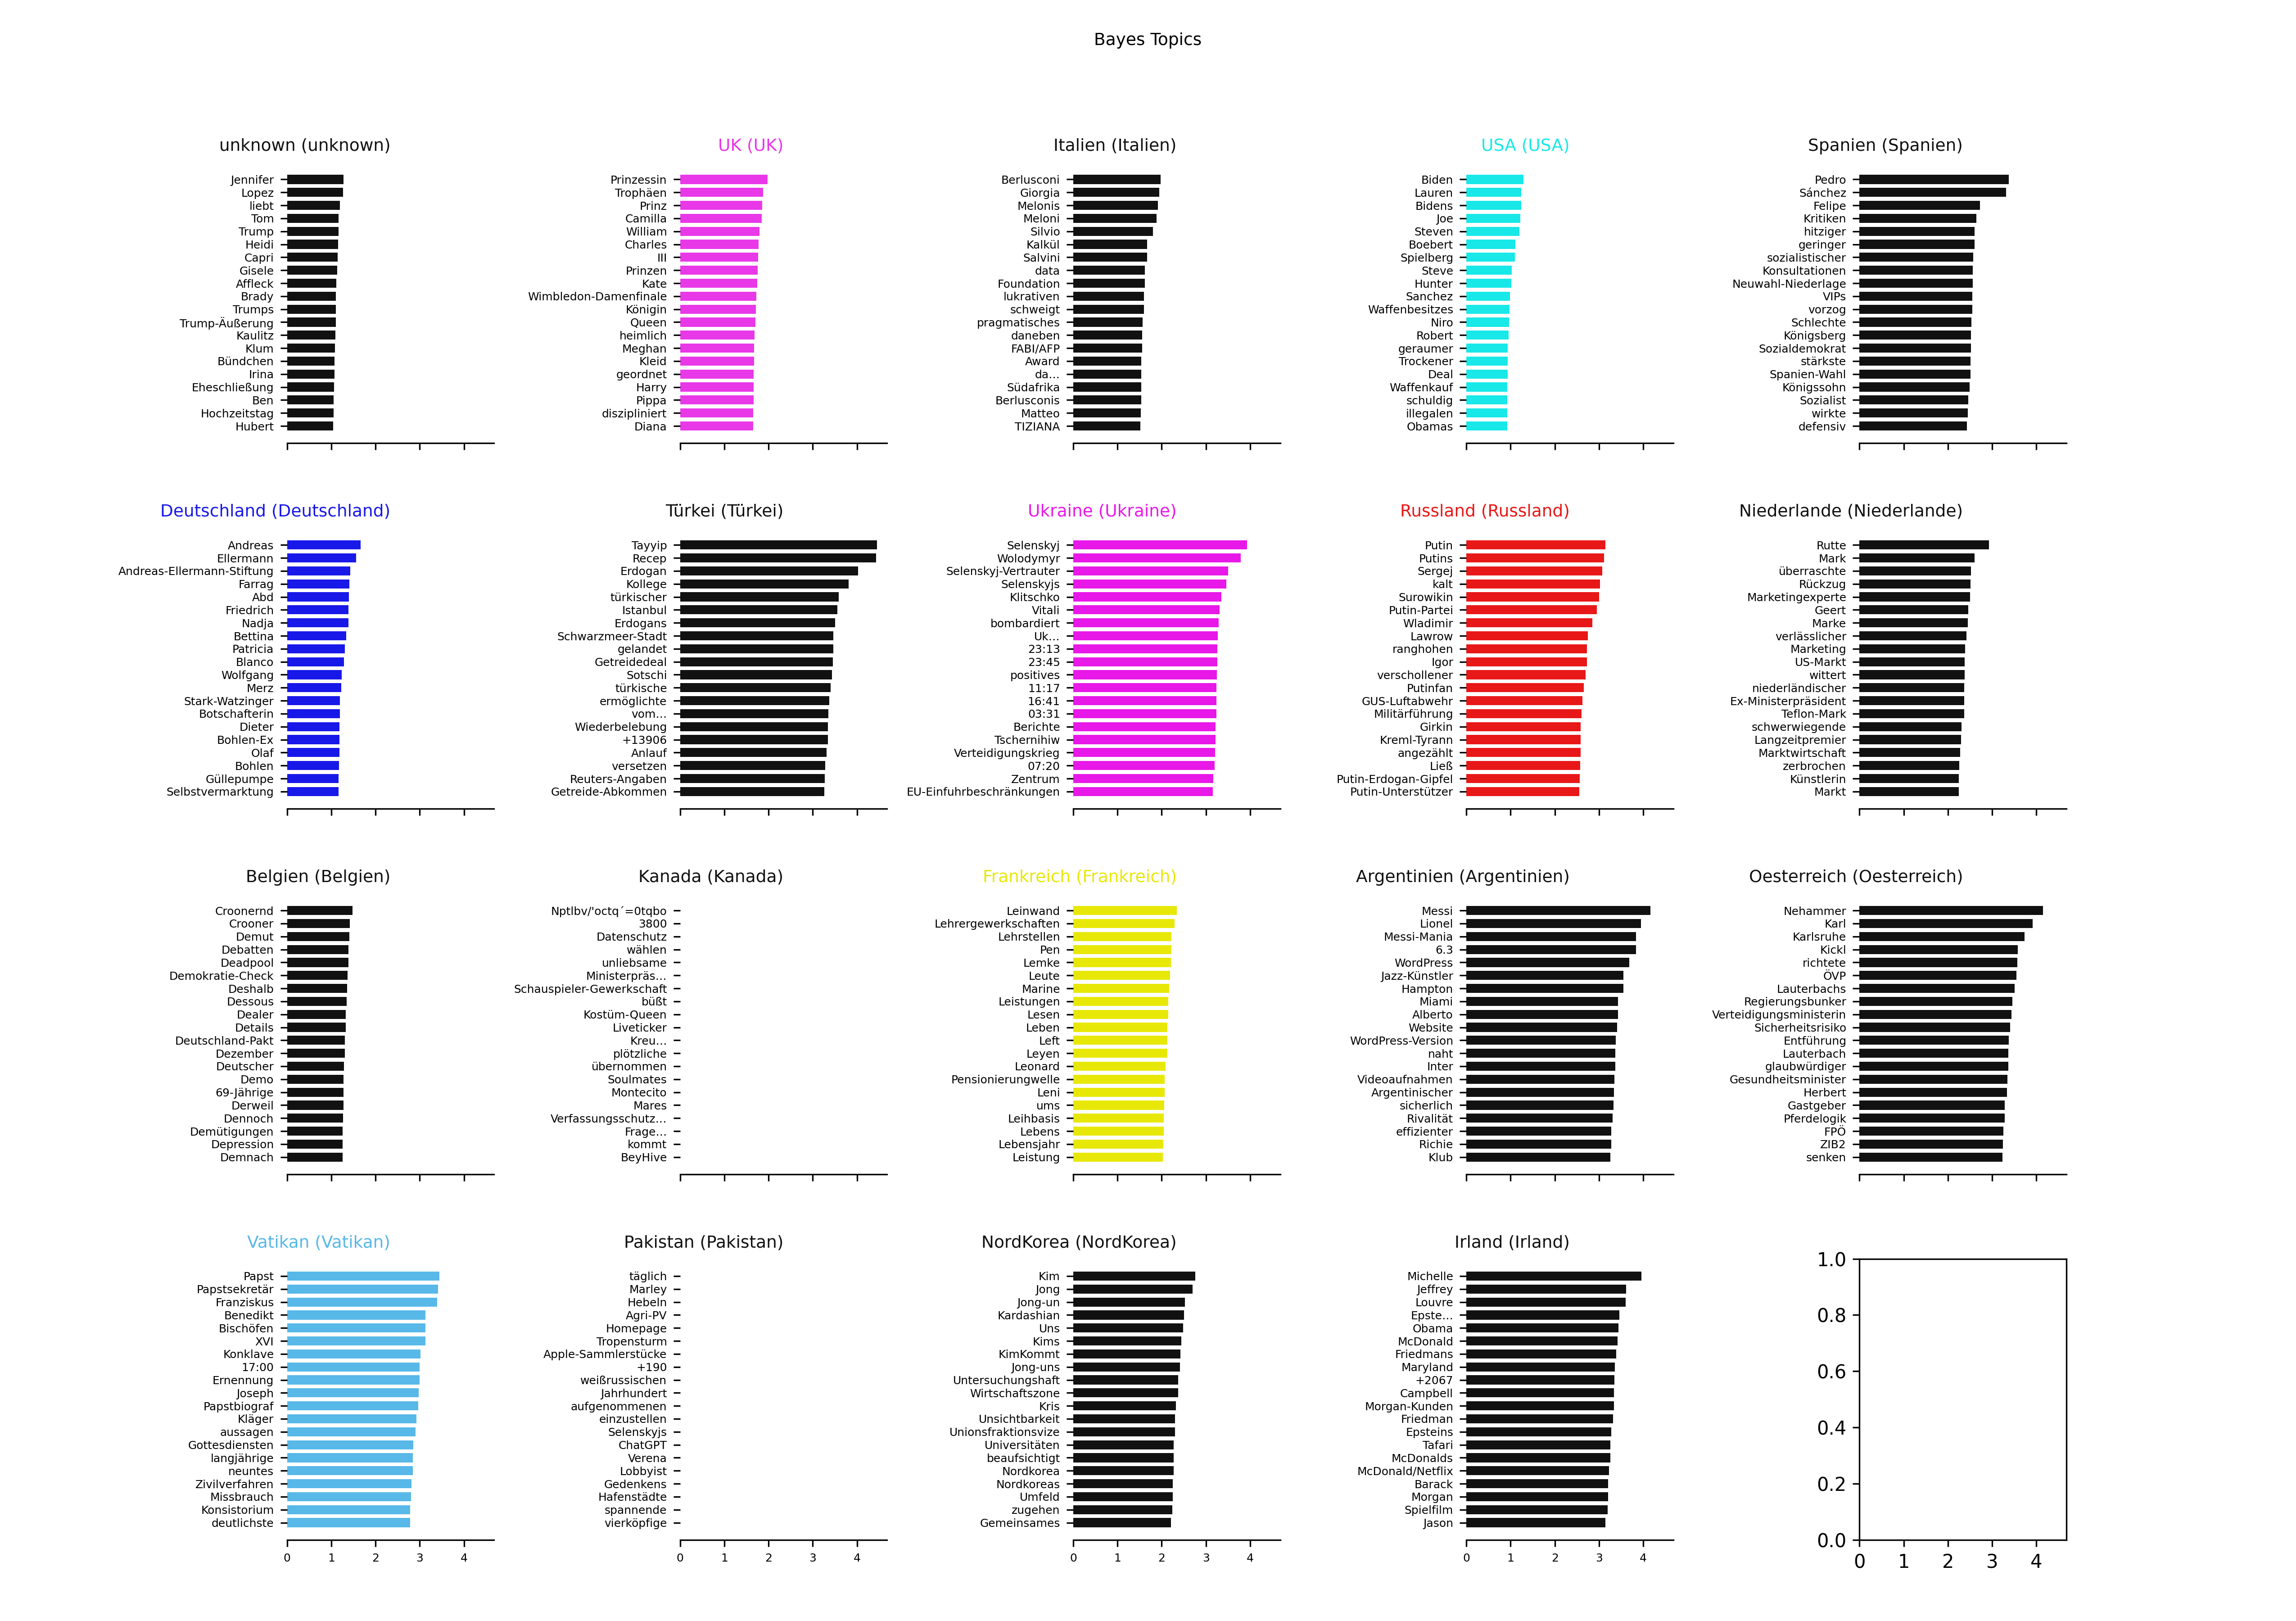 Bayes Topics
unknown (unknown)
Jennifer
Lopez
liebt
Tom
Trump
Heidi
Capri
Gisele
Affleck
Brady
Trumps
Trump-Äußerung
Kaulitz
Klum
Bündchen
Irina
Eheschließung
Ben
Hochzeitstag
Hubert
UK (UK)
Prinzessin
Trophäen
Prinz
Camilla
William
Charles
III
Prinzen
Kate
Wimbledon-Damenfinale
Königin
Queen
heimlich
Meghan
Kleid
geordnet
Harry
Pippa
diszipliniert
Diana
Italien (Italien)
Berlusconi
Giorgia
Melonis
Meloni
Silvio
Kalkül
Salvini
data
Foundation
lukrativen
schweigt
pragmatisches
daneben
FABI/AFP
Award
da…
Südafrika
Berlusconis
Matteo
TIZIANA
USA (USA)
Biden
Lauren
Bidens
Joe
Steven
Boebert
Spielberg
Steve
Hunter
Sanchez
Waffenbesitzes
Niro
Robert
geraumer
Trockener
Deal
Waffenkauf
schuldig
illegalen
Obamas
Spanien (Spanien)
Pedro
Sánchez
Felipe
Kritiken
hitziger
geringer
sozialistischer
Konsultationen
Neuwahl-Niederlage
VIPs
vorzog
Schlechte
Königsberg
Sozialdemokrat
stärkste
Spanien-Wahl
Königssohn
Sozialist
wirkte
defensiv
Deutschland (Deutschland)
Andreas
Ellermann
Andreas-Ellermann-Stiftung
Farrag
Abd
Friedrich
Nadja
Bettina
Patricia
Blanco
Wolfgang
Merz
Stark-Watzinger
Botschafterin
Dieter
Bohlen-Ex
Olaf
Bohlen
Güllepumpe
Selbstvermarktung
Türkei (Türkei)
Tayyip
Recep
Erdogan
Kollege
türkischer
Istanbul
Erdogans
Schwarzmeer-Stadt
gelandet
Getreidedeal
Sotschi
türkische
ermöglichte
vom…
Wiederbelebung
+13906
Anlauf
versetzen
Reuters-Angaben
Getreide-Abkommen
Ukraine (Ukraine)
Selenskyj
Wolodymyr
Selenskyj-Vertrauter
Selenskyjs
Klitschko
Vitali
bombardiert
Uk…
23:13
23:45
positives
11:17
16:41
03:31
Berichte
Tschernihiw
Verteidigungskrieg
07:20
Zentrum
EU-Einfuhrbeschränkungen
Russland (Russland)
Putin
Putins
Sergej
kalt
Surowikin
Putin-Partei
Wladimir
Lawrow
ranghohen
Igor
verschollener
Putinfan
GUS-Luftabwehr
Militärführung
Girkin
Kreml-Tyrann
angezählt
Ließ
Putin-Erdogan-Gipfel
Putin-Unterstützer
Niederlande (Niederlande)
Rutte
Mark
überraschte
Rückzug
Marketingexperte
Geert
Marke
verlässlicher
Marketing
US-Markt
wittert
niederländischer
Ex-Ministerpräsident
Teflon-Mark
schwerwiegende
Langzeitpremier
Marktwirtschaft
zerbrochen
Künstlerin
Markt
Belgien (Belgien)
Croonernd
Crooner
Demut
Debatten
Deadpool
Demokratie-Check
Deshalb
Dessous
Dealer
Details
Deutschland-Pakt
Dezember
Deutscher
Demo
69-Jährige
Derweil
Dennoch
Demütigungen
Depression
Demnach
Kanada (Kanada)
Nptlbv/'octq´=0tqbo
3800
Datenschutz
wählen
unliebsame
Ministerpräs…
Schauspieler-Gewerkschaft
büßt
Kostüm-Queen
Liveticker
Kreu…
plötzliche
übernommen
Soulmates
Montecito
Mares
Verfassungsschutz…
Frage…
kommt
BeyHive
Frankreich (Frankreich)
Leinwand
Lehrergewerkschaften
Lehrstellen
Pen
Lemke
Leute
Marine
Leistungen
Lesen
Leben
Left
Leyen
Leonard
Pensionierungwelle
Leni
ums
Leihbasis
Lebens
Lebensjahr
Leistung
Argentinien (Argentinien)
Messi
Lionel
Messi-Mania
6.3
WordPress
Jazz-Künstler
Hampton
Miami
Alberto
Website
WordPress-Version
naht
Inter
Videoaufnahmen
Argentinischer
sicherlich
Rivalität
effizienter
Richie
Klub
Oesterreich (Oesterreich)
Nehammer
Karl
Karlsruhe
Kickl
richtete
ÖVP
Lauterbachs
Regierungsbunker
Verteidigungsministerin
Sicherheitsrisiko
Entführung
Lauterbach
glaubwürdiger
Gesundheitsminister
Herbert
Gastgeber
Pferdelogik
FPÖ
ZIB2
senken
Vatikan (Vatikan)
Papst
Papstsekretär
Franziskus
Benedikt
Bischöfen
XVI
Konklave
17:00
Ernennung
Joseph
Papstbiograf
Kläger
aussagen
Gottesdiensten
langjährige
neuntes
Zivilverfahren
Missbrauch
Konsistorium
deutlichste
0 1 2 3 4
Pakistan (Pakistan)
täglich
Marley
Hebeln
Agri-PV
Homepage
Tropensturm
Apple-Sammlerstücke
+190
weißrussischen
Jahrhundert
aufgenommenen
einzustellen
Selenskyjs
ChatGPT
Verena
Lobbyist
Gedenkens
Hafenstädte
spannende
vierköpfige
0 1 2 3 4
NordKorea (NordKorea)
Kim
Jong
Jong-un
Kardashian
Uns
Kims
KimKommt
Jong-uns
Untersuchungshaft
Wirtschaftszone
Kris
Unsichtbarkeit
Unionsfraktionsvize
Universitäten
beaufsichtigt
Nordkorea
Nordkoreas
Umfeld
zugehen
Gemeinsames
0 1 2 3 4
Irland (Irland)
Michelle
Jeffrey
Louvre
Epste…
Obama
McDonald
Friedmans
Maryland
+2067
Campbell
Morgan-Kunden
Friedman
Epsteins
Tafari
McDonalds
McDonald/Netflix
Barack
Morgan
Spielfilm
Jason
0 1 2 3 4
1.0
0.8
0.6
0.4
0.2
0.0
0 1 2 3 4